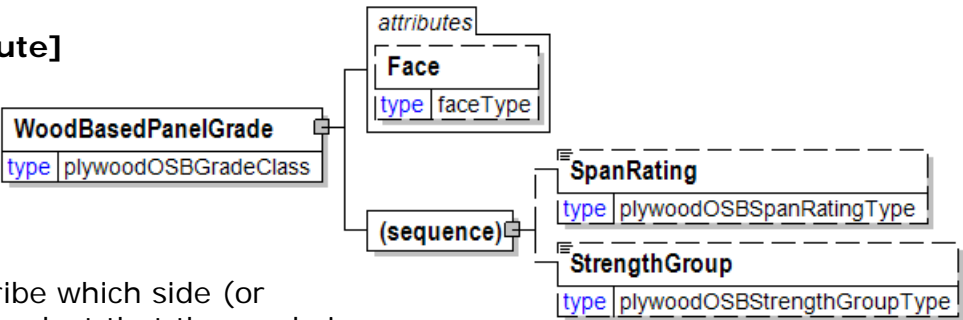 attributes
ute]
Face
type faceType
WoodBasedPanelGrade
type plywoodOSBGradeClass
SpanRating
type plywoodOSBSpanRatingType
(sequence)
StrengthGroup
ribe which side (or
type plywoodOSBStrengthGroupType